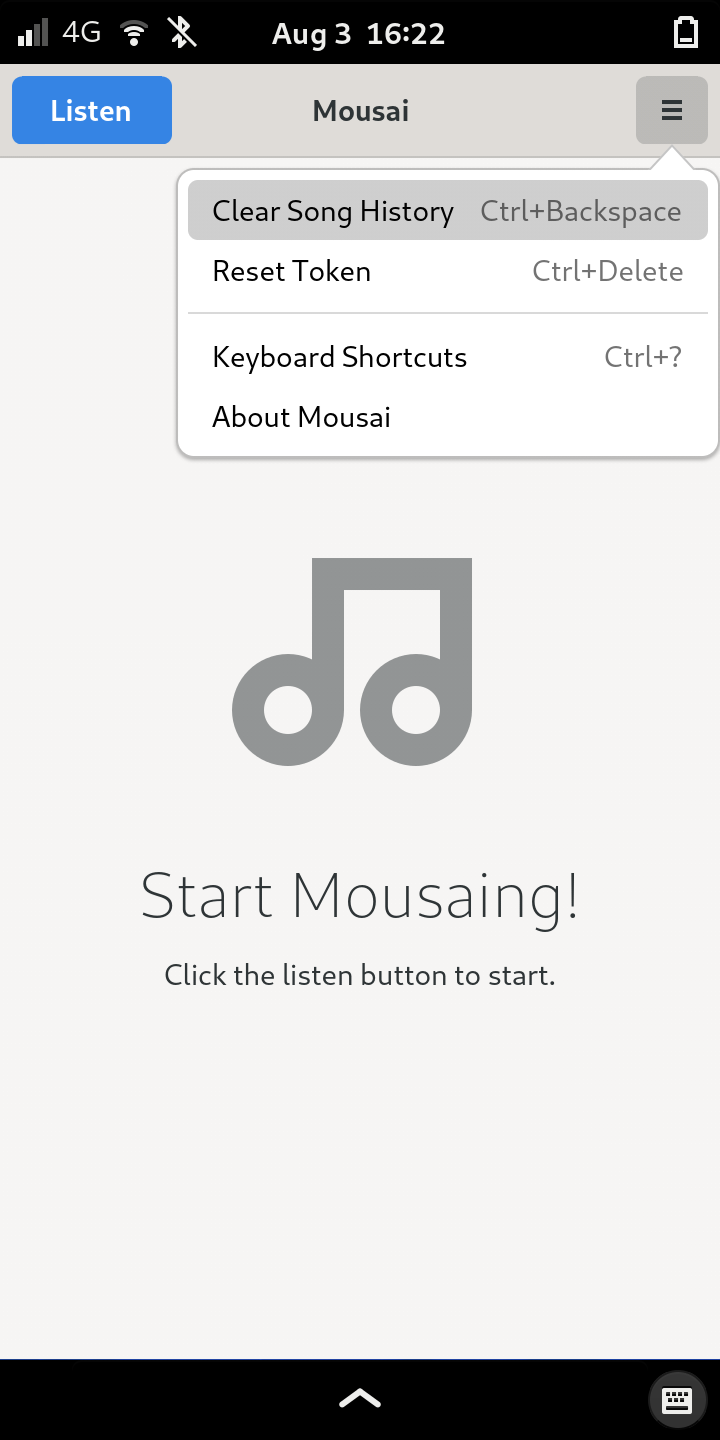 4G Aug 3 16:22
Listen Mousai
Clear Song History Ctrl+Backspace
Reset Token Ctrl+Delete
Keyboard Shortcuts Ctrl+?
About Mousai
Start Mousaing!
Click the listen button to start.